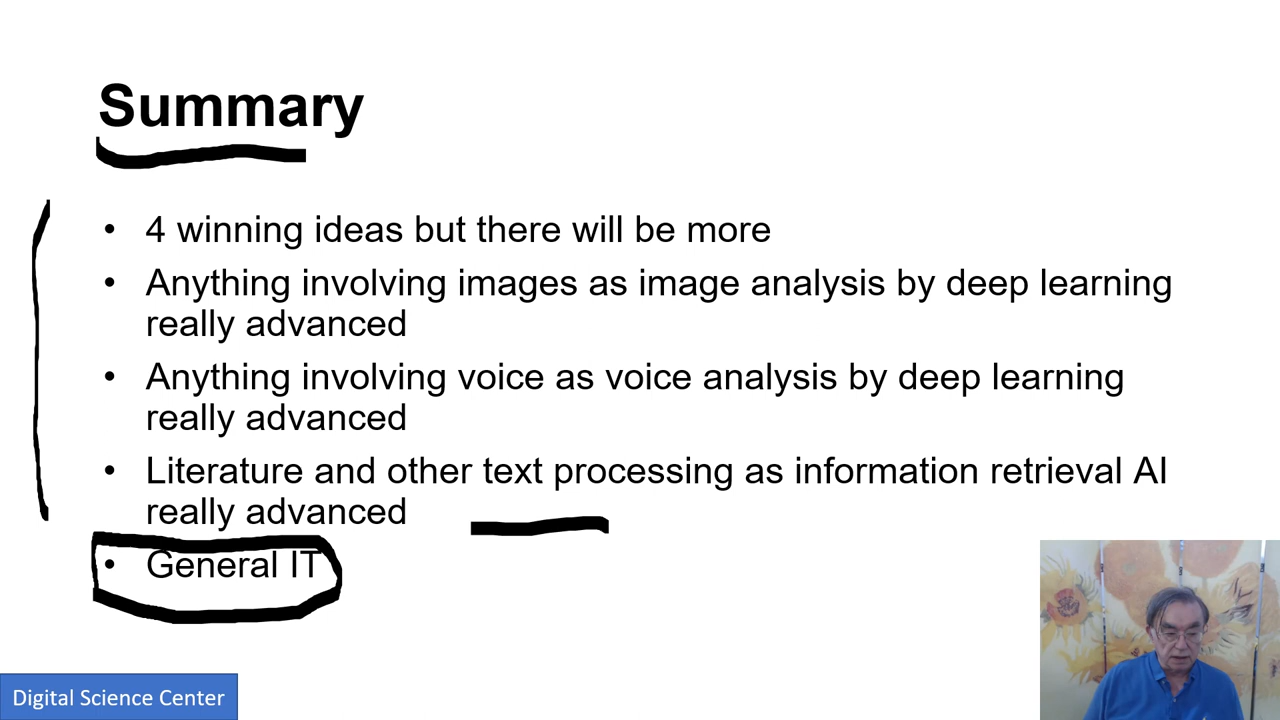 Summary
• 4 winning ideas but there will be more
• Anything involving images as image analysis by deep learning
really advanced
• Anything involving voice as voice analysis by deep learning
really advanced
• Literature and other text processing as information retrieval AI
really advanced
• General IT
Digital Science Center